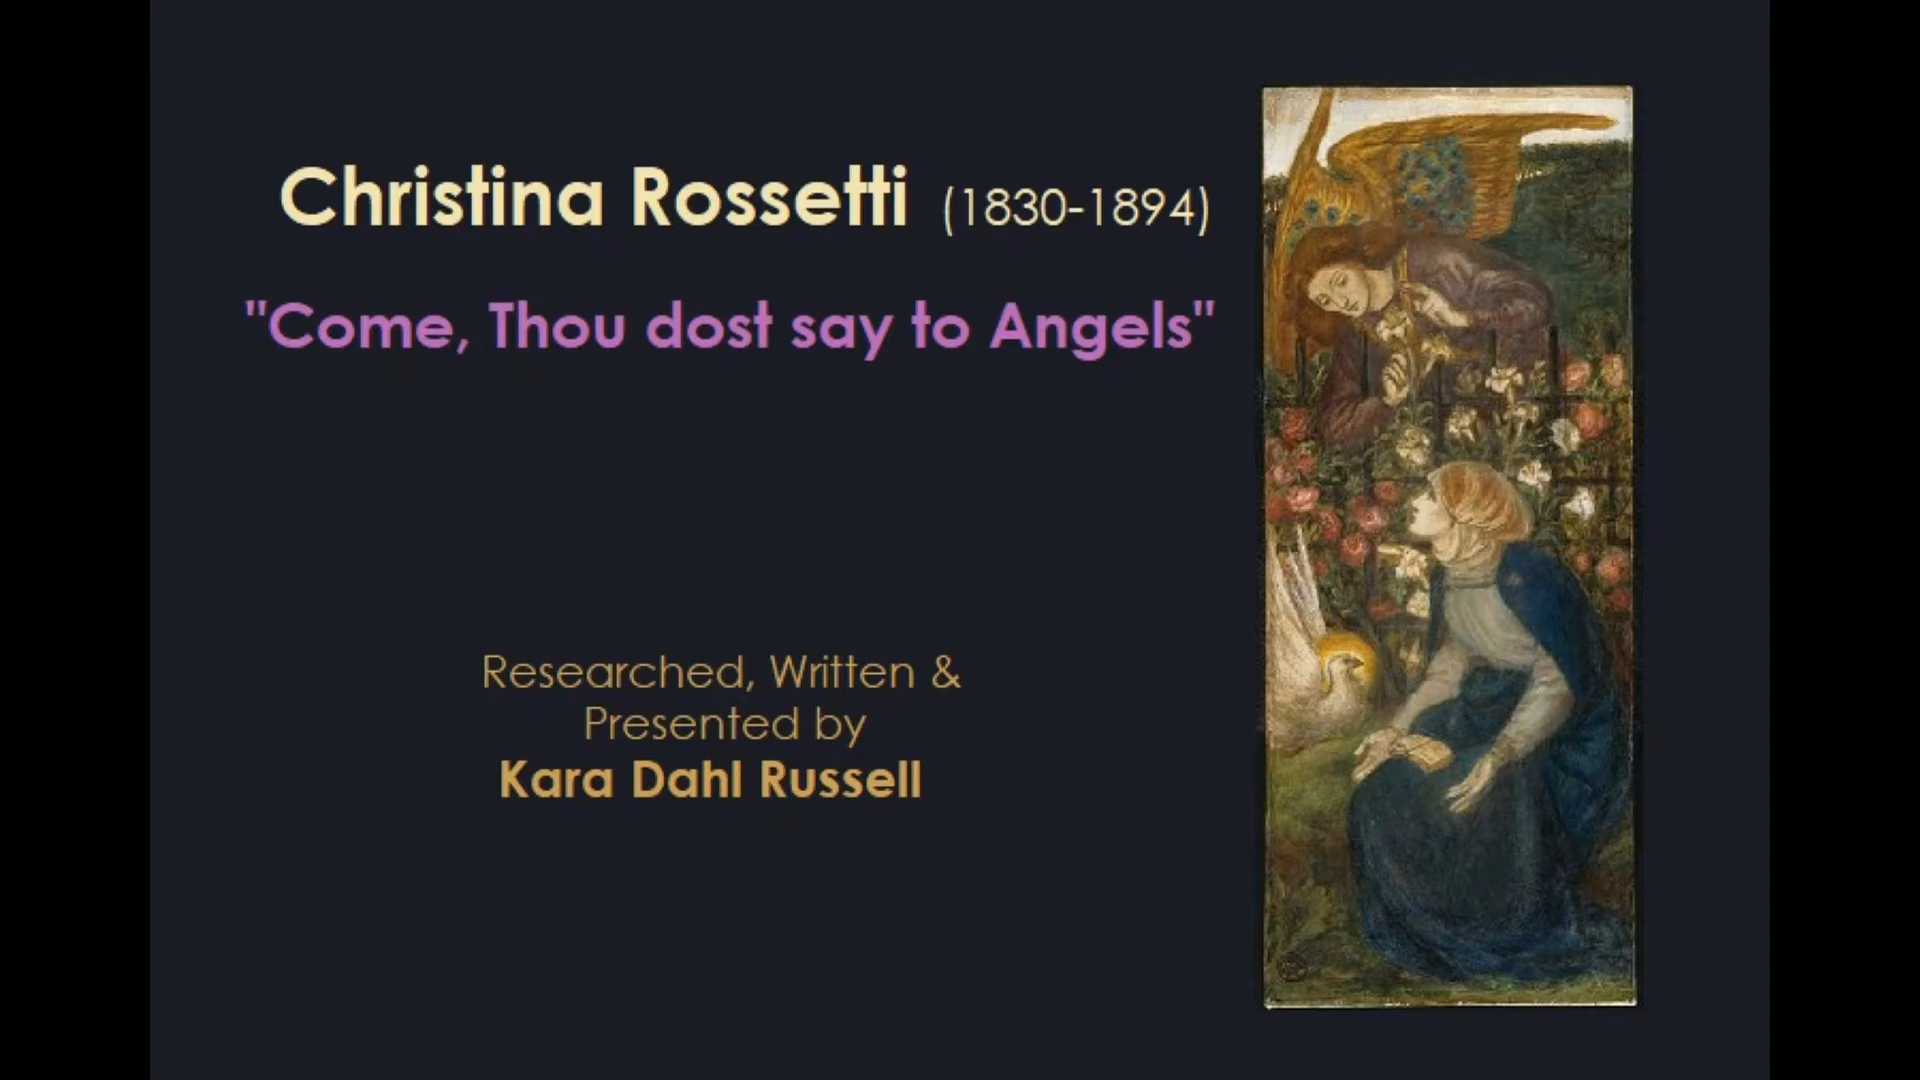 Christina Rossetti (1830-1894)
"Come, Thou dost say to Angels"
Researched, Written &
Presented by
Kara Dahl Russell